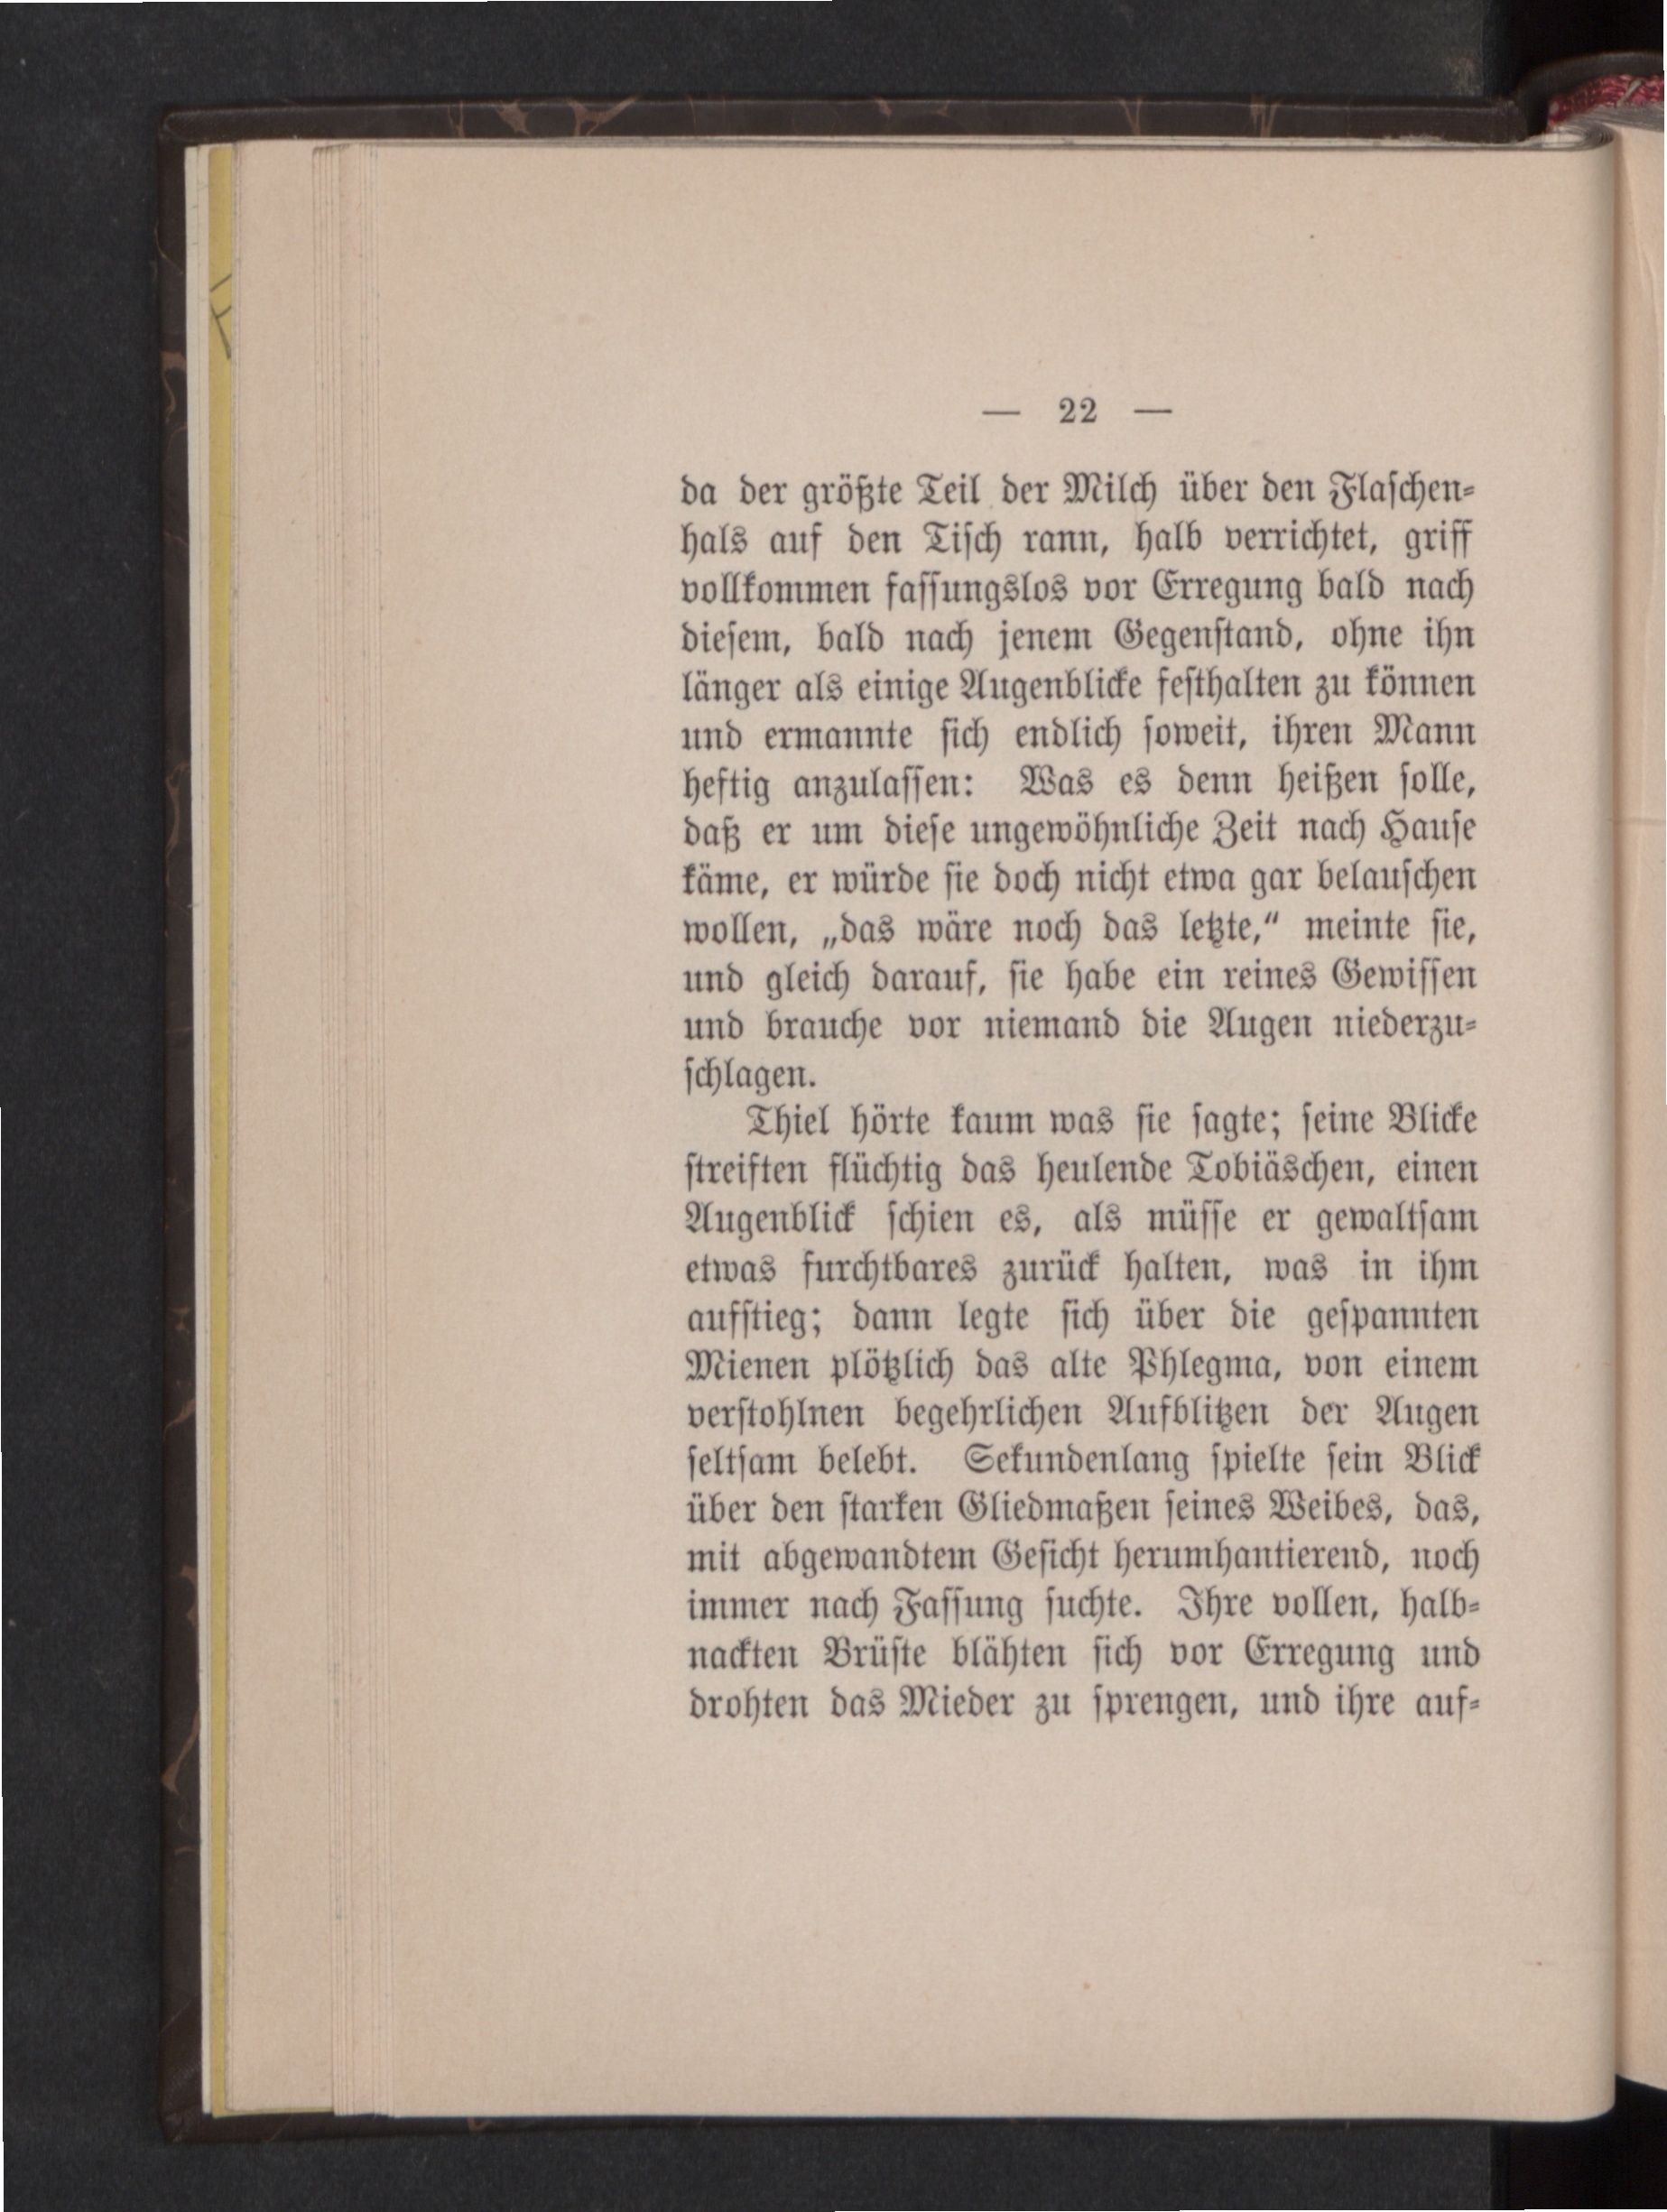 — 22 —
da der größte Teil der Milch über den Flaſchen⸗
hals auf den Tiſch rann, halb verrichtet, griff
vollkommen faſſungslos vor Erregung bald nach
dieſem, bald nach jenem Gegenſtand, ohne ihn
länger als einige Augenblicke feſthalten zu können
und ermannte ſich endlich ſoweit, ihren Mann
heftig anzulaſſen: Was es denn heißen ſolle,
daß er um dieſe ungewöhnliche Zeit nach Hauſe
käme, er würde ſie doch nicht etwa gar belauſchen
wollen, „das wäre noch das letzte,“ meinte ſie,
und gleich darauf, ſie habe ein reines Gewiſſen
und brauche vor niemand die Augen niederzu⸗
ſchlagen.
Thiel hörte kaum was ſie ſagte; ſeine Blicke
ſtreiften flüchtig das heulende Tobiäschen, einen
Augenblick ſchien es, als müſſe er gewaltſam
etwas furchtbares zurück halten, was in ihm
aufſtieg; dann legte ſich über die geſpannten
Mienen plötzlich das alte Phlegma, von einem
verſtohlnen begehrlichen Aufblitzen der Augen
ſeltſam belebt. Sekundenlang ſpielte ſein Blick
über den ſtarken Gliedmaßen ſeines Weibes, das,
mit abgewandtem Geſicht herumhantierend, noch
immer nach Faſſung ſuchte. Ihre vollen, halb⸗
nackten Brüſte blähten ſich vor Erregung und
drohten das Mieder zu ſprengen, und ihre auf⸗